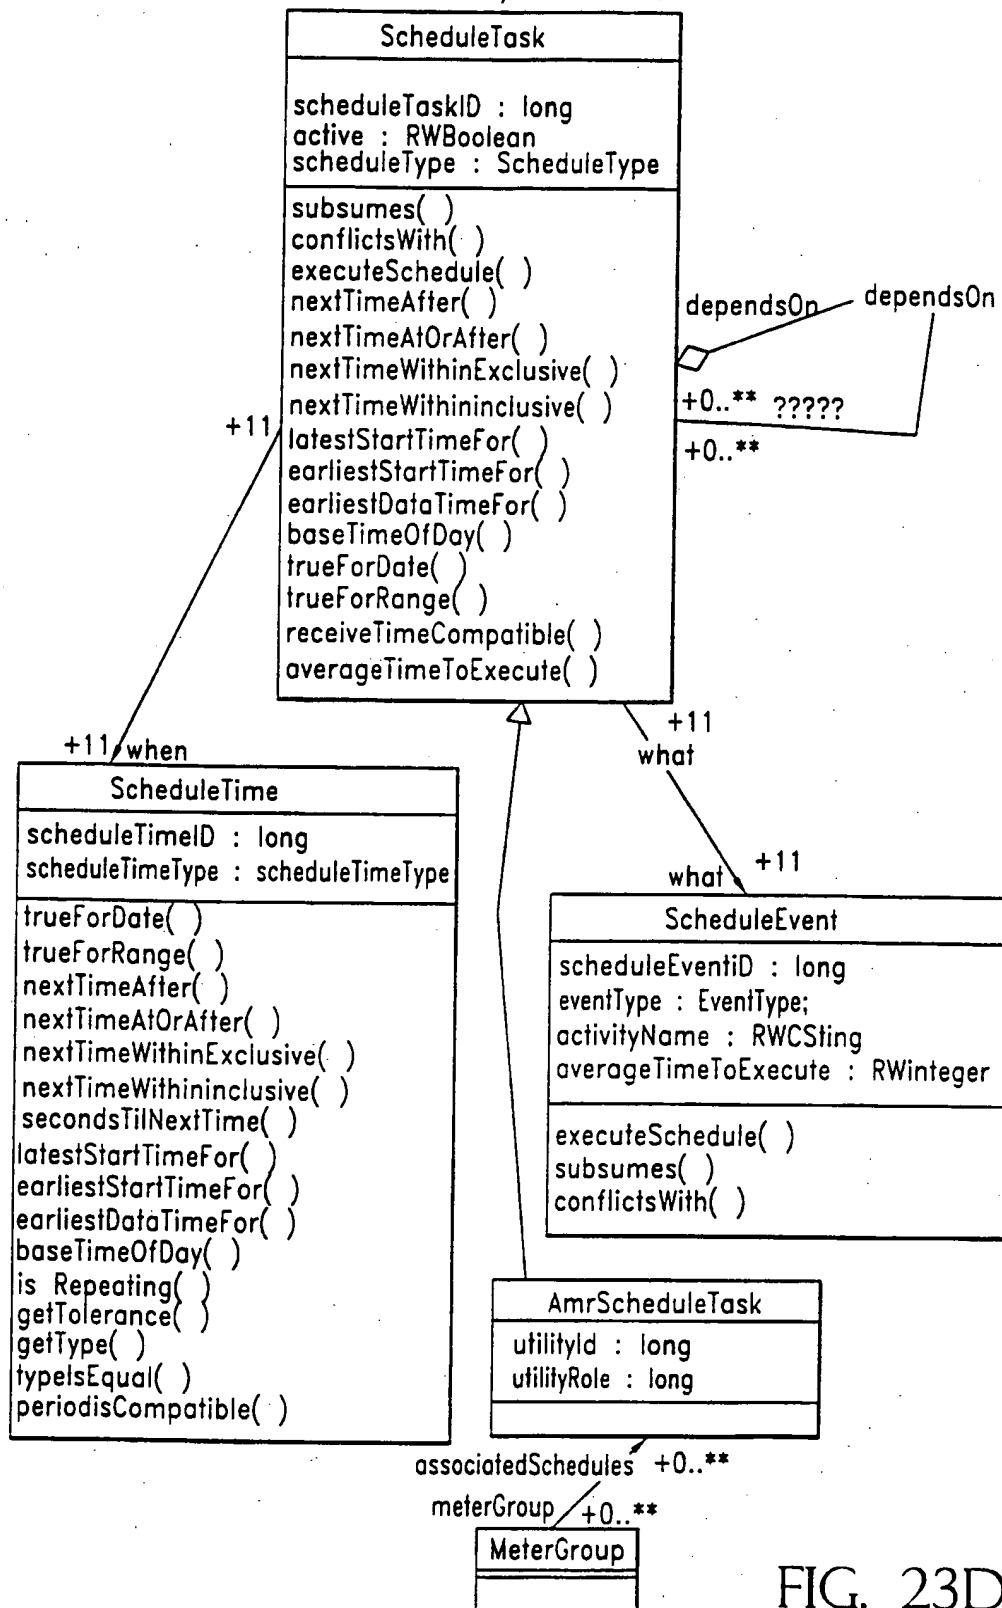 ScheduleTask
scheduleTaskID : long
active : RWBoolean
scheduleType : ScheduleType
subsumes( )
conflictsWith( )
executeSchedule( )
nextTimeAfter( )
nextTimeAtOrAfter( )
nextTimeWithinExclusive( )
nextTimeWithininclusive( )
latestStartTimeFor( )
earliestStartTimeFor( )
earliestDataTimeFor( )
baseTimeOfDay( )
trueForDate( )
trueForRange( )
receiveTimeCompatible( )
averageTimeToExecute( )
dependsOn
dependsOn
+0..** ?????
+0..**
+11
+11 when
+11
what
+11
what
ScheduleTime
scheduleTimeID : long
scheduleTimeType : scheduleTimeType
trueForDate( )
trueForRange( )
nextTimeAfter( )
nextTimeAtOrAfter( )
nextTimeWithinExclusive( )
nextTimeWithininclusive( )
secondsTilNextTime( )
latestStartTimeFor( )
earliestStartTimeFor( )
earliestDataTimeFor( )
baseTimeOfDay( )
is Repeating( )
getTolerance( )
getType( )
typeIsEqual( )
periodisCompatible( )
ScheduleEvent
scheduleEventiD : long
eventType : EventType;
activityName : RWCSting
averageTimeToExecute : RWinteger
executeSchedule( )
subsumes( )
conflictsWith( )
AmrScheduleTask
utilityId : long
utilityRole : long
associatedSchedules +0..**
meterGroup +0..**
MeterGroup
FIG. 23D